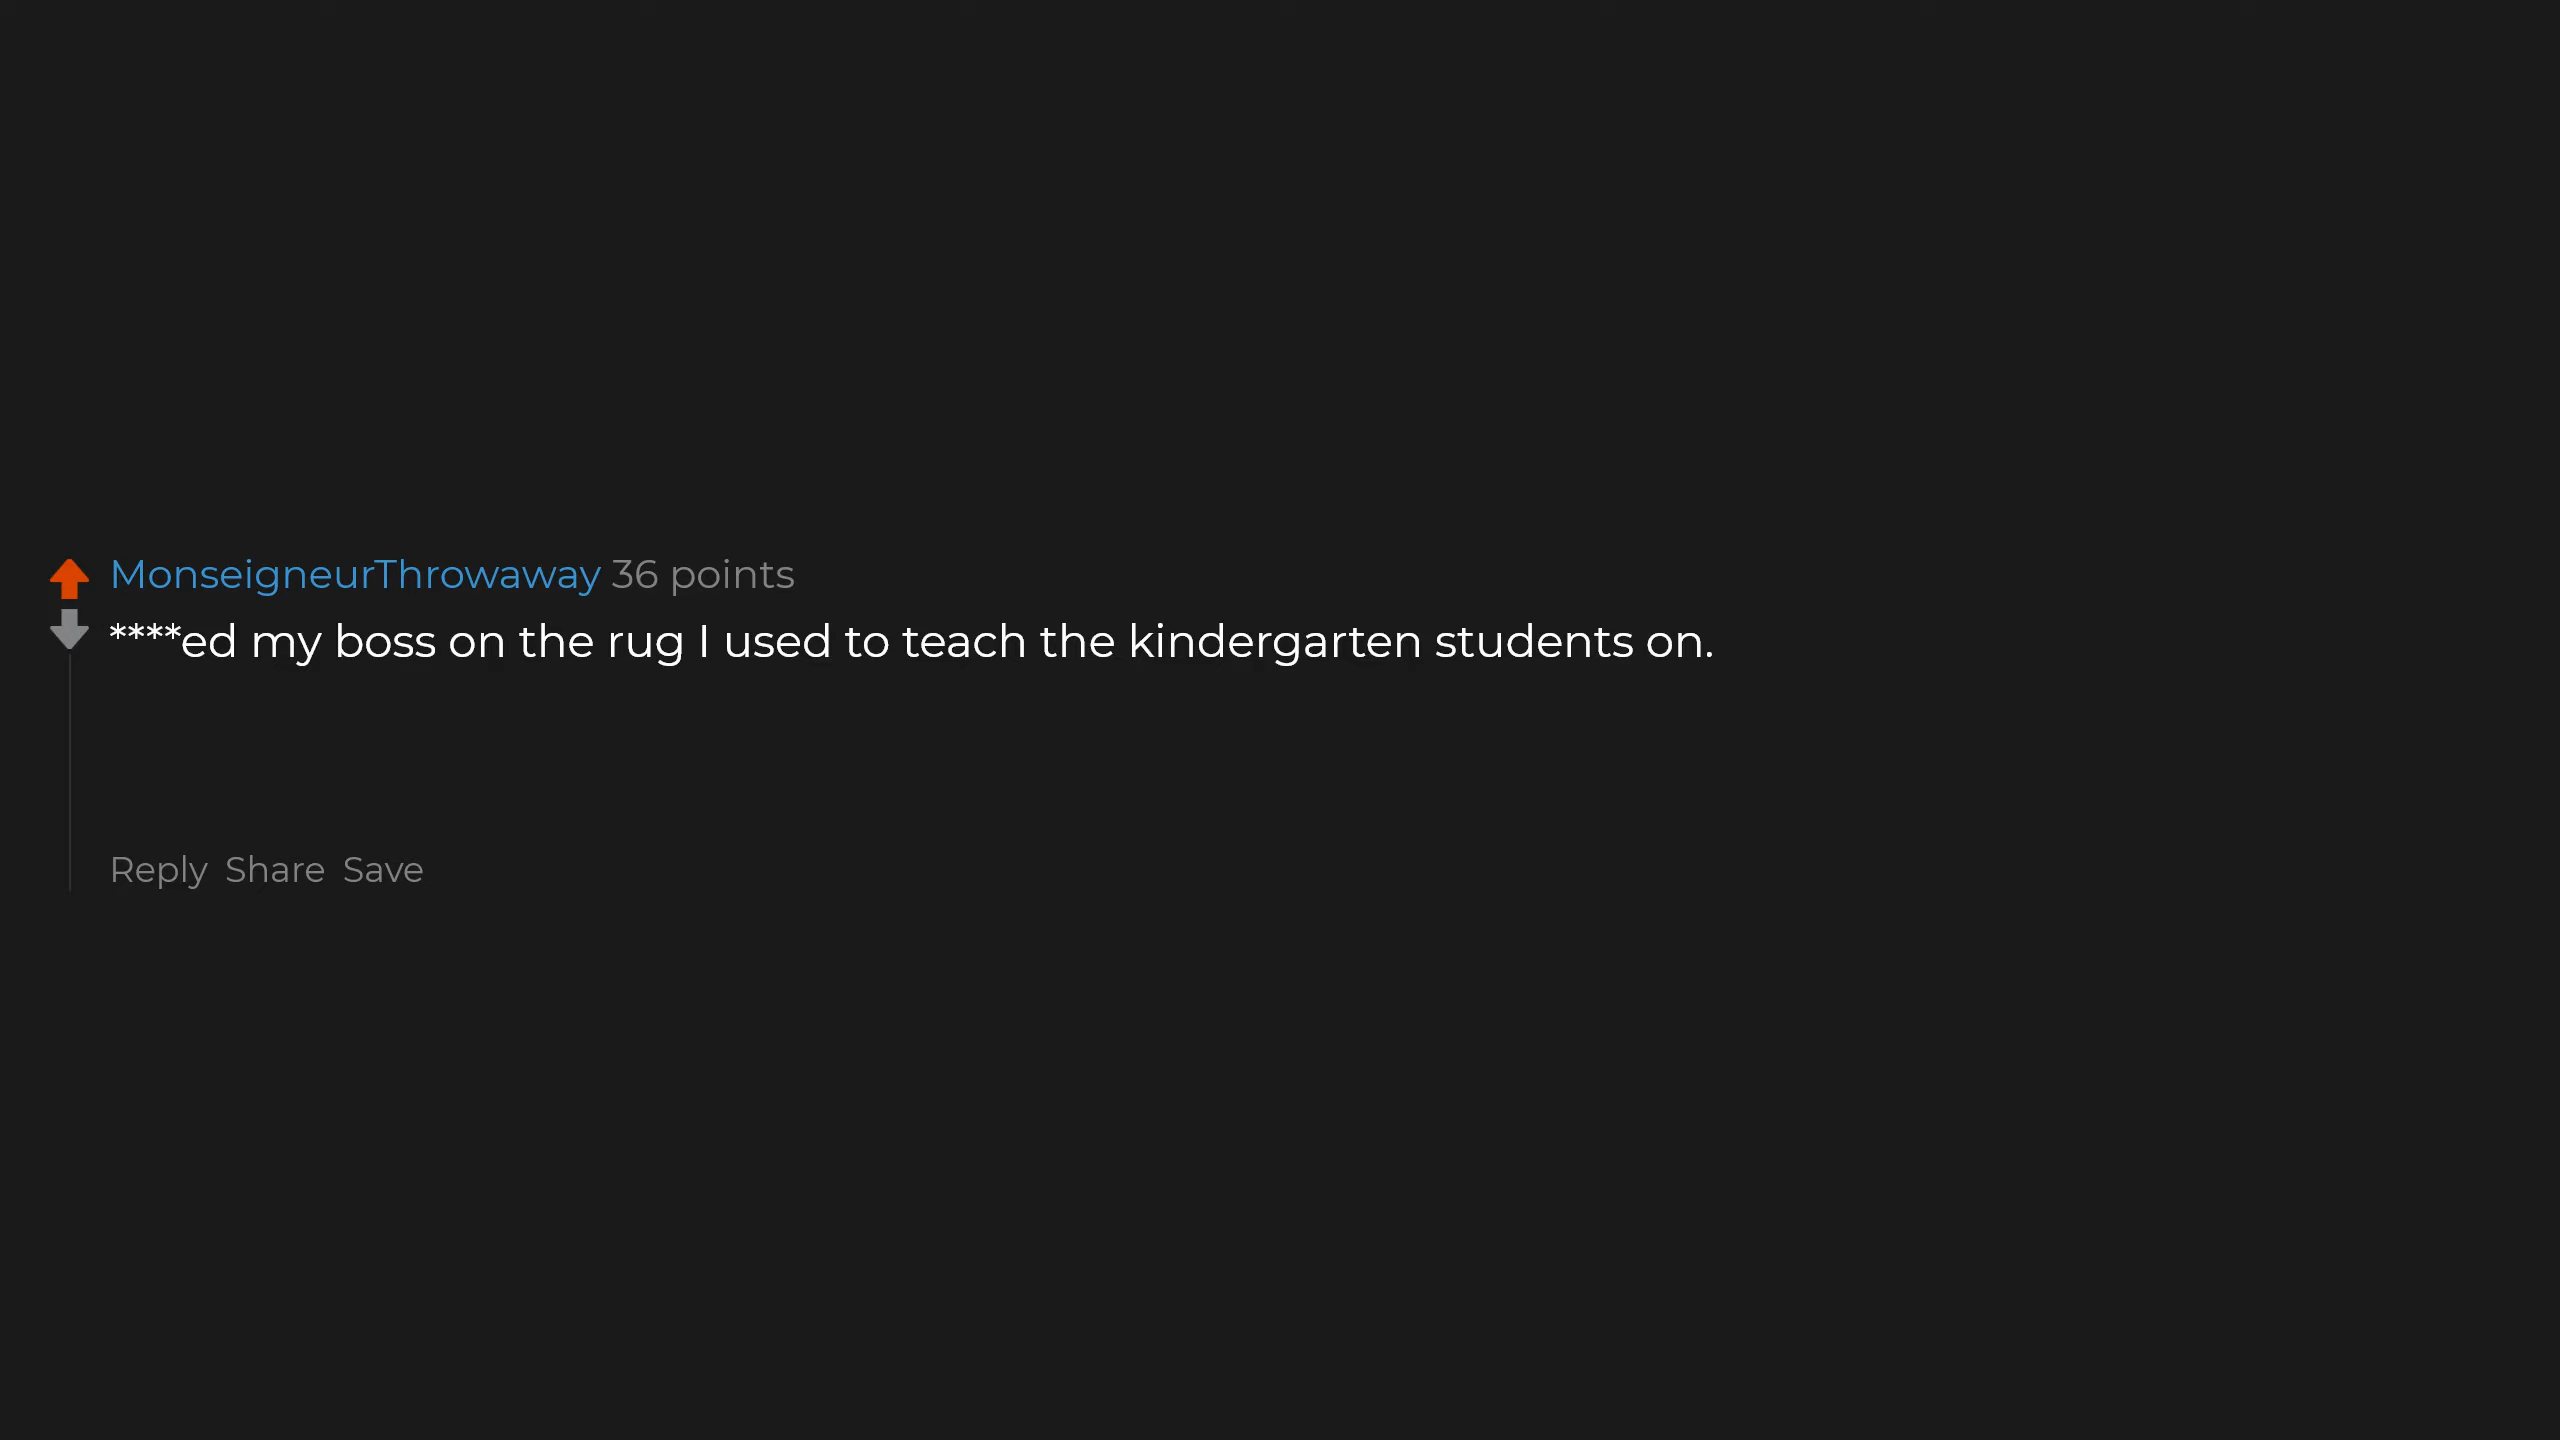 MonseigneurThrowaway 36 points
****ed my boss on the rug I used to teach the kindergarten students on.
Reply Share Save